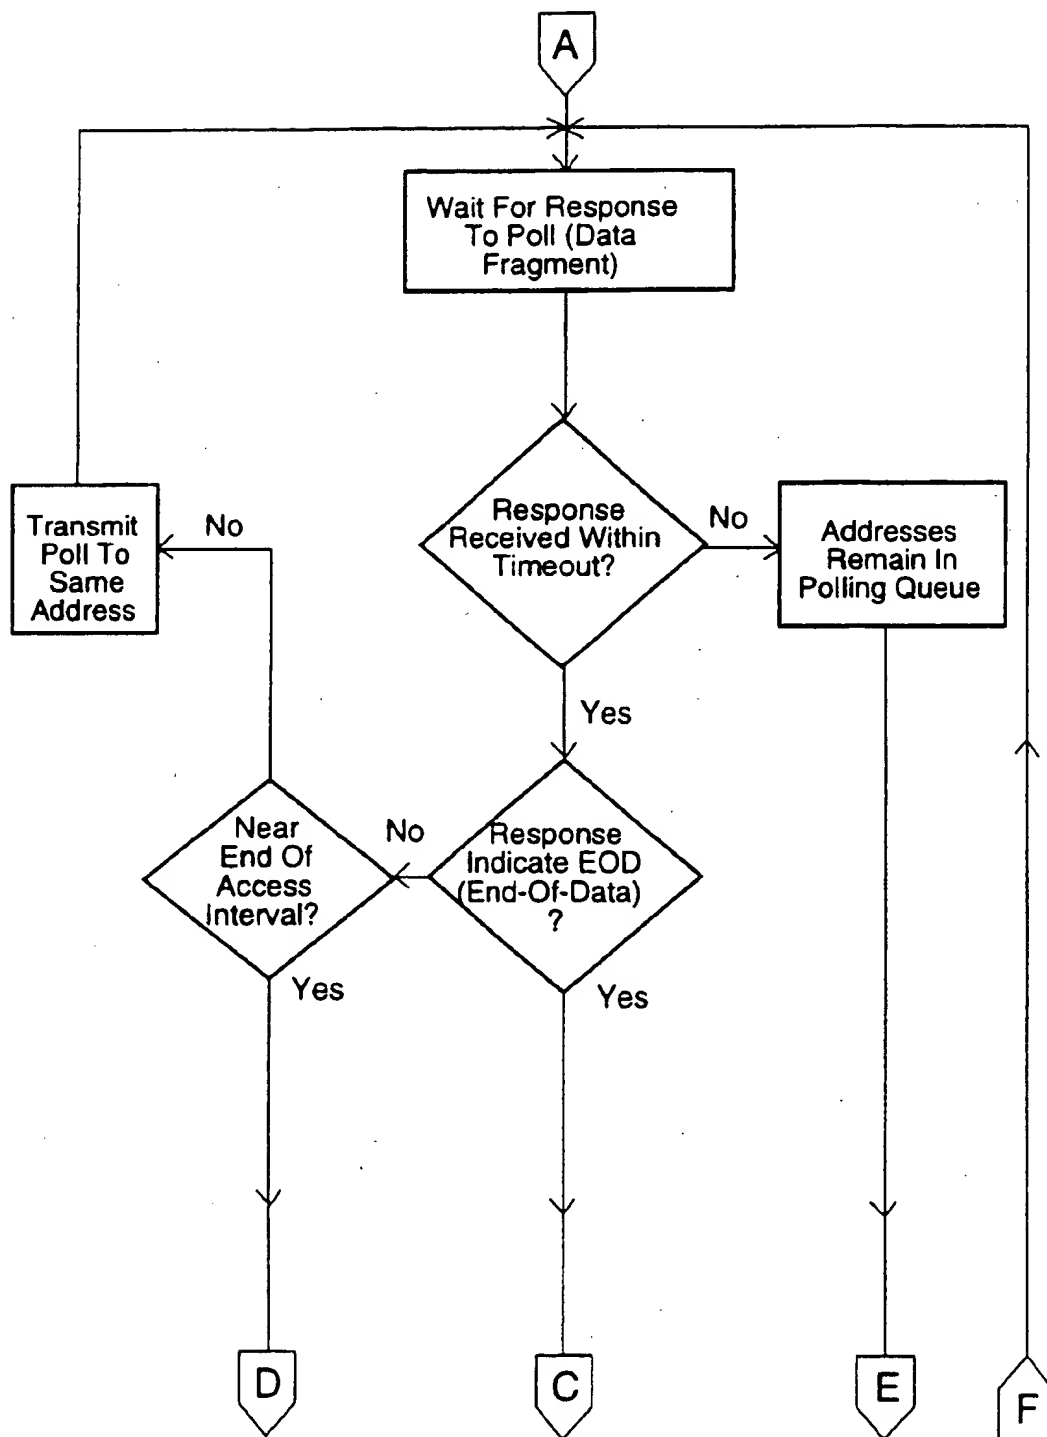 A
Wait For Response
To Poll (Data
Fragment)
Response
Received Within
Timeout?
No
Addresses
Remain In
Polling Queue
Transmit
Poll To
Same
Address
No
Yes
Near
End Of
Access
Interval?
No
Response
Indicate EOD
(End-Of-Data)
?
Yes
Yes
D
C
E
F